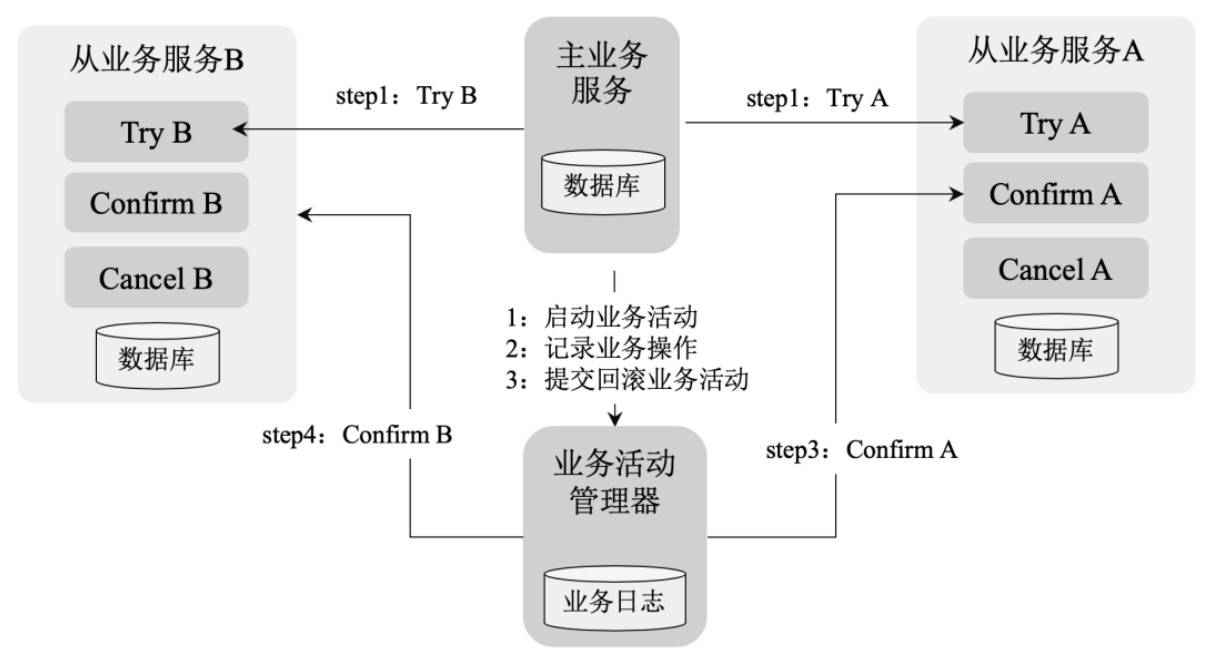 从业务服务B
Try B
Confirm B
Cancel B
数据库
step1：Try B
主业务
服务
数据库
step1：Try A
从业务服务A
Try A
Confirm A
Cancel A
数据库
1：启动业务活动
2：记录业务操作
3：提交回滚业务活动
step4：Confirm B
step3：Confirm A
业务活动
管理器
业务日志